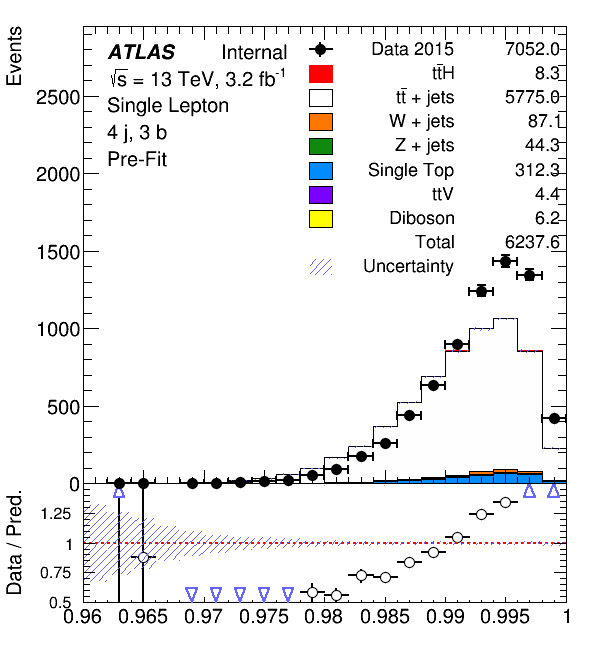 Events
ATLAS Internal
√s = 13 TeV, 3.2 fb⁻¹
Single Lepton
4 j, 3 b
Pre-Fit
Data 2015 7052.0
tt̄H 8.3
tt̄ + jets 5775.0
W + jets 87.1
Z + jets 44.3
Single Top 312.3
ttV 4.4
Diboson 6.2
Total 6237.6
Uncertainty
2500
2000
1500
1000
500
0
Data / Pred.
1.25
1
0.75
0.5
0.96 0.965 0.97 0.975 0.98 0.985 0.99 0.995 1